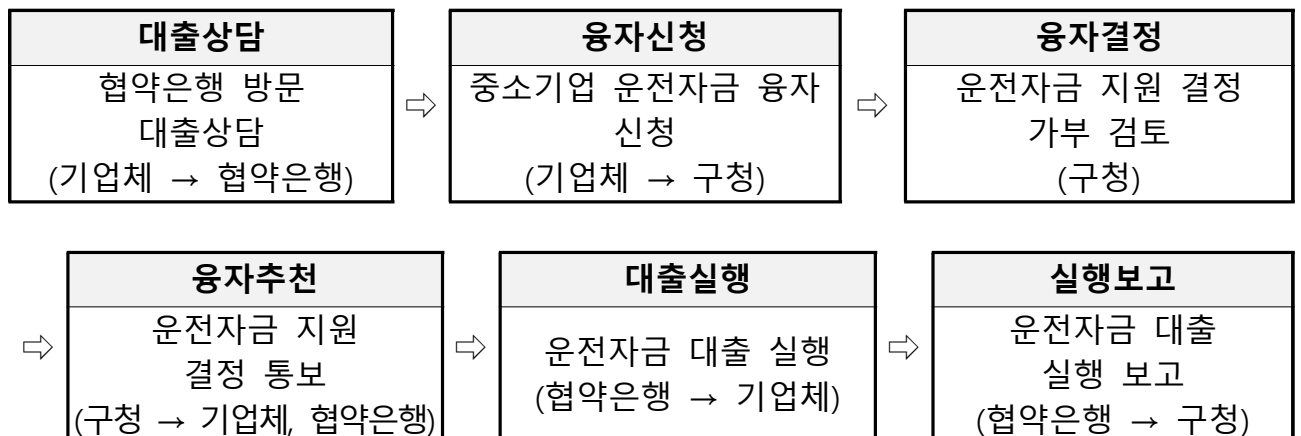 대출상담
협약은행 방문
대출상담
(기업체 → 협약은행)
⇨
융자신청
중소기업 운전자금 융자
신청
(기업체 → 구청)
⇨
융자결정
운전자금 지원 결정
가부 검토
(구청)
⇨
융자추천
운전자금 지원
결정 통보
(구청 → 기업체, 협약은행)
⇨
대출실행
운전자금 대출 실행
(협약은행 → 기업체)
⇨
실행보고
운전자금 대출
실행 보고
(협약은행 → 구청)